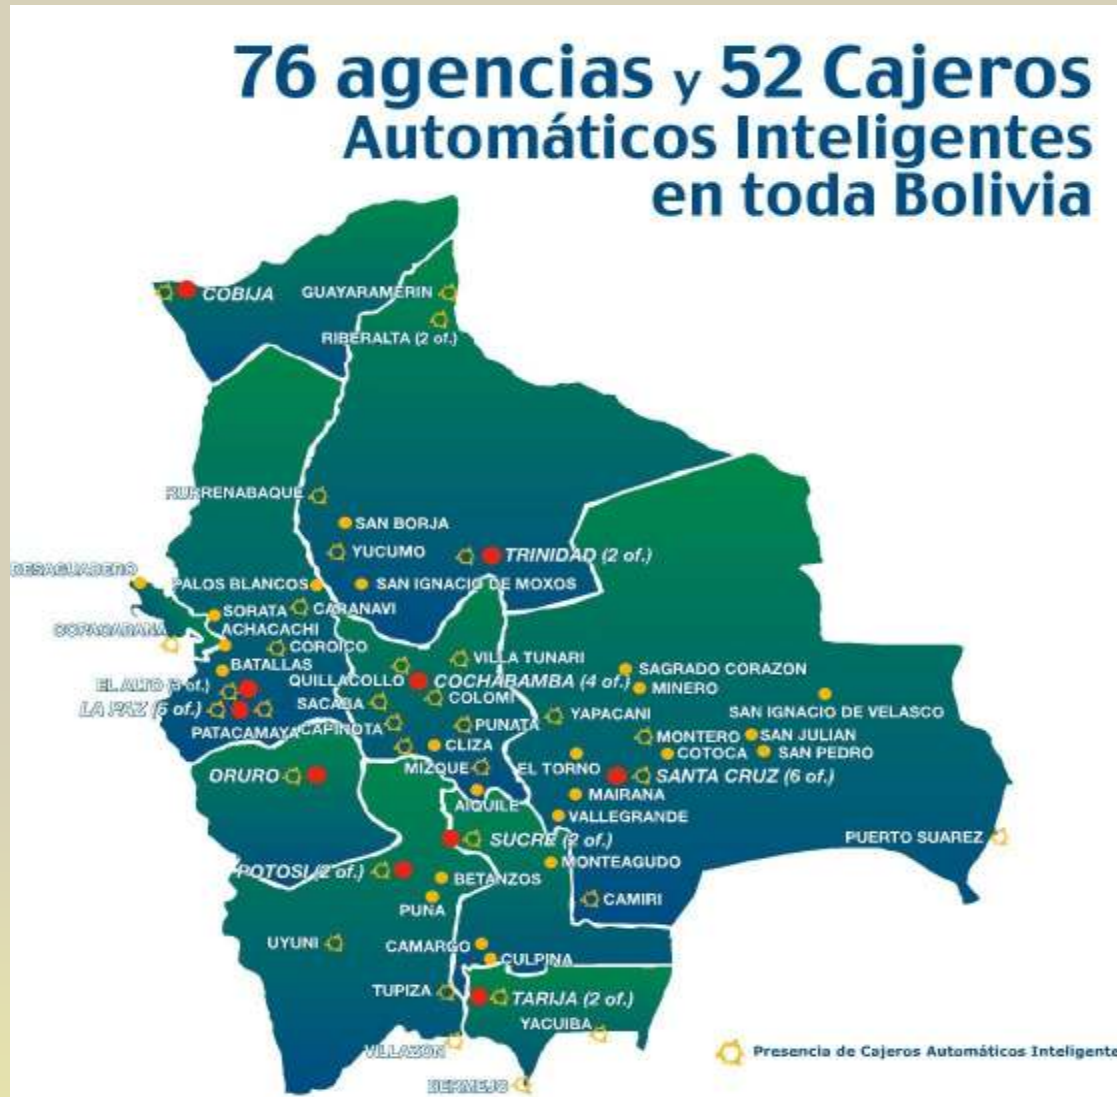 76 agencias y 52 Cajeros
Automáticos Inteligentes
en toda Bolivia
COBIJA
GUAYARAMERIN
RIBERALTA (2 of.)
RURRENABAQUE
SAN BORJA
YUCUMO
TRINIDAD (2 of.)
DESAGUADERO
PALOS BLANCOS
SAN IGNACIO DE MOXOS
SORATA
CARANAVI
COPACABANA
ACHACACHI
COROICO
BATALLAS
VILLA TUNARI
SAGRADO CORAZON
QUILLACOLLO
COCHABAMBA (4 of.)
EL ALTO (8 of.)
MINERO
SACABA
COLOMI
LA PAZ (6 of.)
YAPACANI
SAN IGNACIO DE VELASCO
PATACAMAYA
CAPINOTA
PUNATA
MONTERO
SAN JULIAN
CLIZA
COTOCA
SAN PEDRO
MIZQUE
EL TORNO
ORURO
SANTA CRUZ (6 of.)
AIQUILE
MAIRANA
VALLEGRANDE
SUCRE (2 of.)
PUERTO SUAREZ
MONTEAGUDO
POTOSI (2 of.)
BETANZOS
PUNA
CAMIRI
UYUNI
CAMARGO
CULPINA
TUPIZA
TARIJA (2 of.)
YACUIBA
VILLAZON
Presencia de Cajeros Automáticos Inteligente
BERMEJO